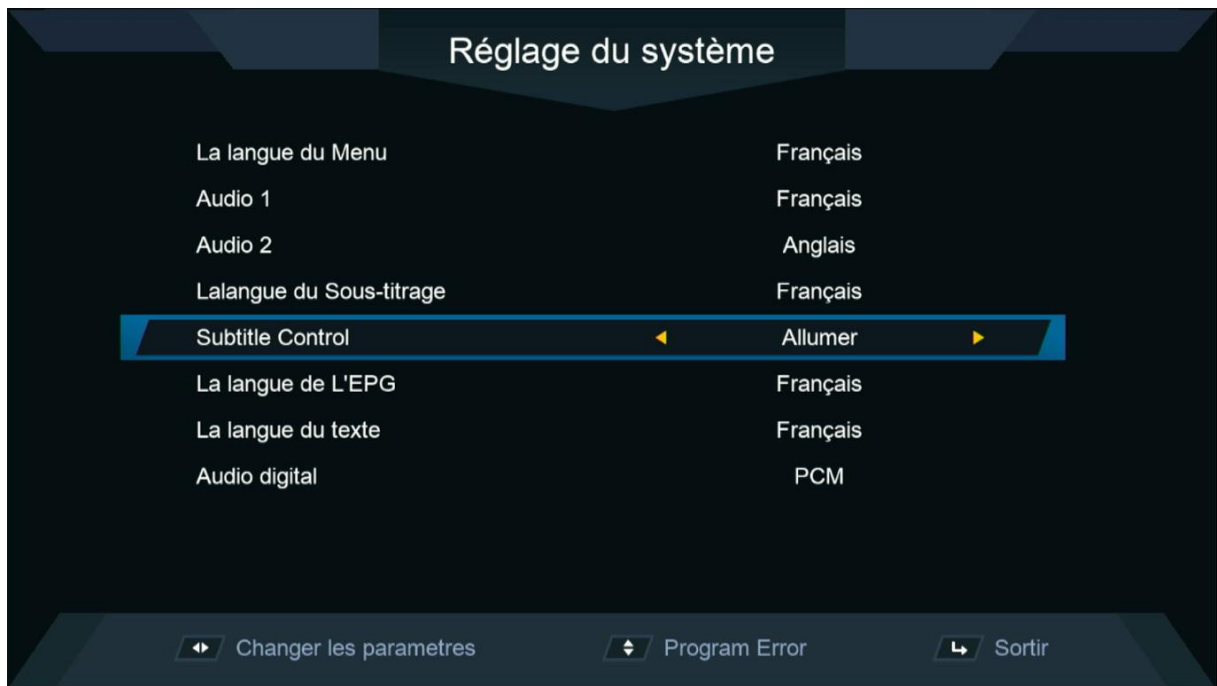 Réglage du système
La langue du Menu Français
Audio 1 Français
Audio 2 Anglais
Lalangue du Sous-titrage Français
Subtitle Control Allumer
La langue de L'EPG Français
La langue du texte Français
Audio digital PCM
Changer les parametres Program Error Sortir